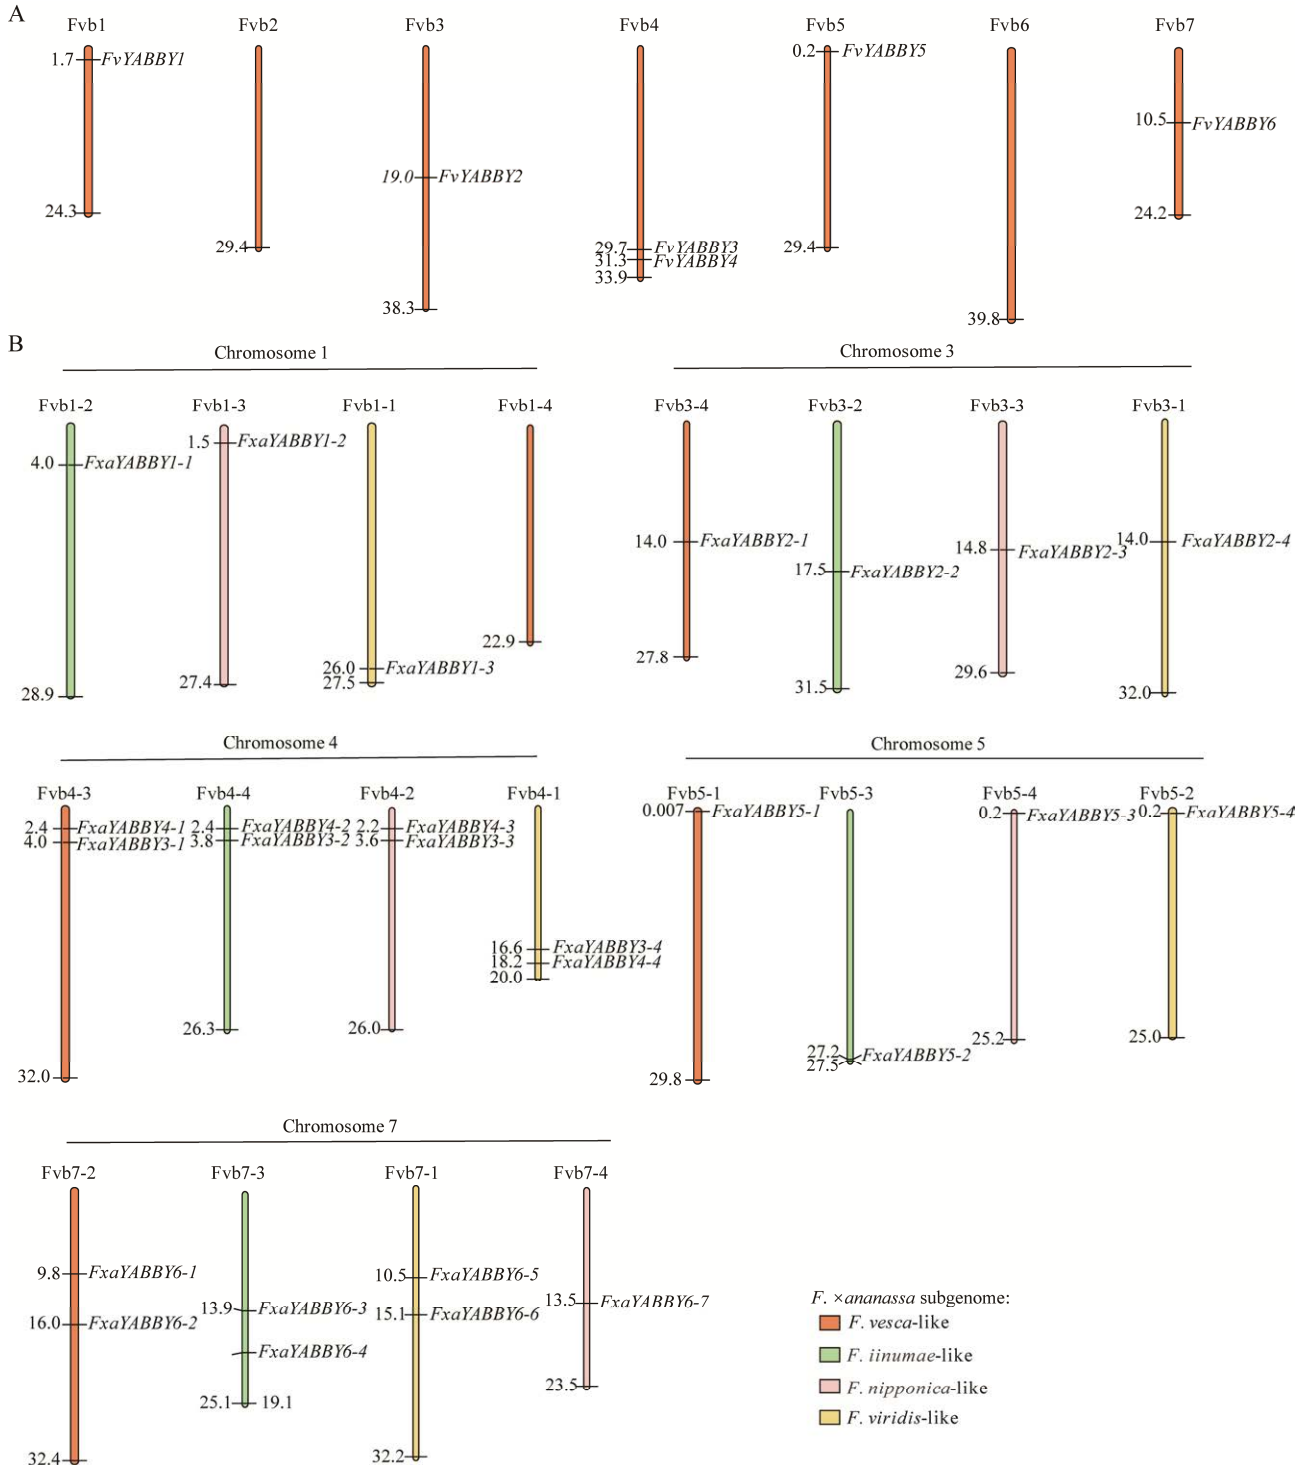 A
Fvb1 Fvb2 Fvb3 Fvb4 Fvb5 Fvb6 Fvb7
1.7 FvYABBY1
0.2 FvYABBY5
10.5 FvYABBY6
19.0 FvYABBY2
24.3
24.2
29.4
29.7 FvYABBY3
29.4
31.3 FvYABBY4
33.9
38.3
39.8
B
Chromosome 1
Fvb1-2 Fvb1-3 Fvb1-1 Fvb1-4
1.5 FxaYABBY1-2
4.0 FxaYABBY1-1
22.9
26.0 FxaYABBY1-3
27.4
27.5
28.9
Chromosome 3
Fvb3-4 Fvb3-2 Fvb3-3 Fvb3-1
14.0 FxaYABBY2-1
14.8 FxaYABBY2-3
14.0 FxaYABBY2-4
17.5 FxaYABBY2-2
27.8
29.6
31.5
32.0
Chromosome 4
Fvb4-3 Fvb4-4 Fvb4-2 Fvb4-1
2.4 FxaYABBY4-1 2.4 FxaYABBY4-2 2.2 FxaYABBY4-3
4.0 FxaYABBY3-1 3.8 FxaYABBY3-2 3.6 FxaYABBY3-3
16.6 FxaYABBY3-4
18.2 FxaYABBY4-4
20.0
26.3
26.0
32.0
Chromosome 5
Fvb5-1 Fvb5-3 Fvb5-4 Fvb5-2
0.007 FxaYABBY5-1 0.2 FxaYABBY5-3 0.2 FxaYABBY5-4
25.2
25.0
27.2 FxaYABBY5-2
27.5
29.8
Chromosome 7
Fvb7-2 Fvb7-3 Fvb7-1 Fvb7-4
9.8 FxaYABBY6-1
10.5 FxaYABBY6-5
13.9 FxaYABBY6-3
15.1 FxaYABBY6-6
13.5 FxaYABBY6-7
16.0 FxaYABBY6-2
FxaYABBY6-4
23.5
25.1 19.1
32.4
32.2
F. ×ananassa subgenome:
F. vesca-like
F. iinumae-like
F. nipponica-like
F. viridis-like